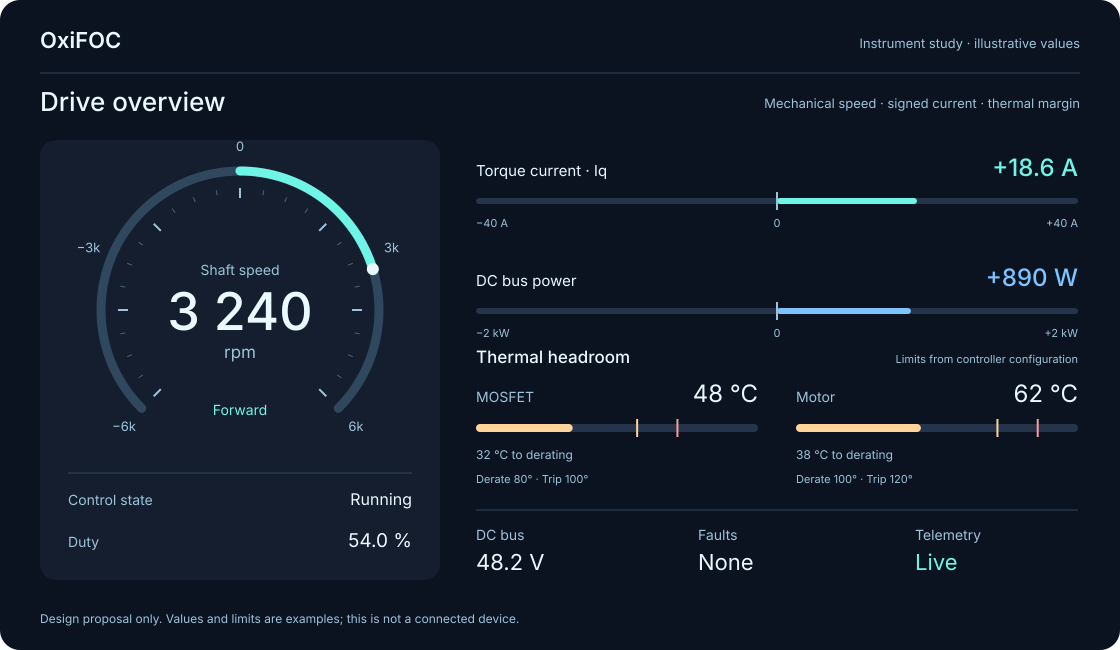 OxiFOC
Instrument study · illustrative values
Drive overview
Mechanical speed · signed current · thermal margin
0
−3k
3k
Shaft speed
3 240
rpm
Forward
−6k
6k
Control state
Running
Duty
54.0 %
Torque current · Iq
+18.6 A
−40 A
0
+40 A
DC bus power
+890 W
−2 kW
0
+2 kW
Thermal headroom
Limits from controller configuration
MOSFET
48 °C
32 °C to derating
Derate 80° · Trip 100°
Motor
62 °C
38 °C to derating
Derate 100° · Trip 120°
DC bus
48.2 V
Faults
None
Telemetry
Live
Design proposal only. Values and limits are examples; this is not a connected device.